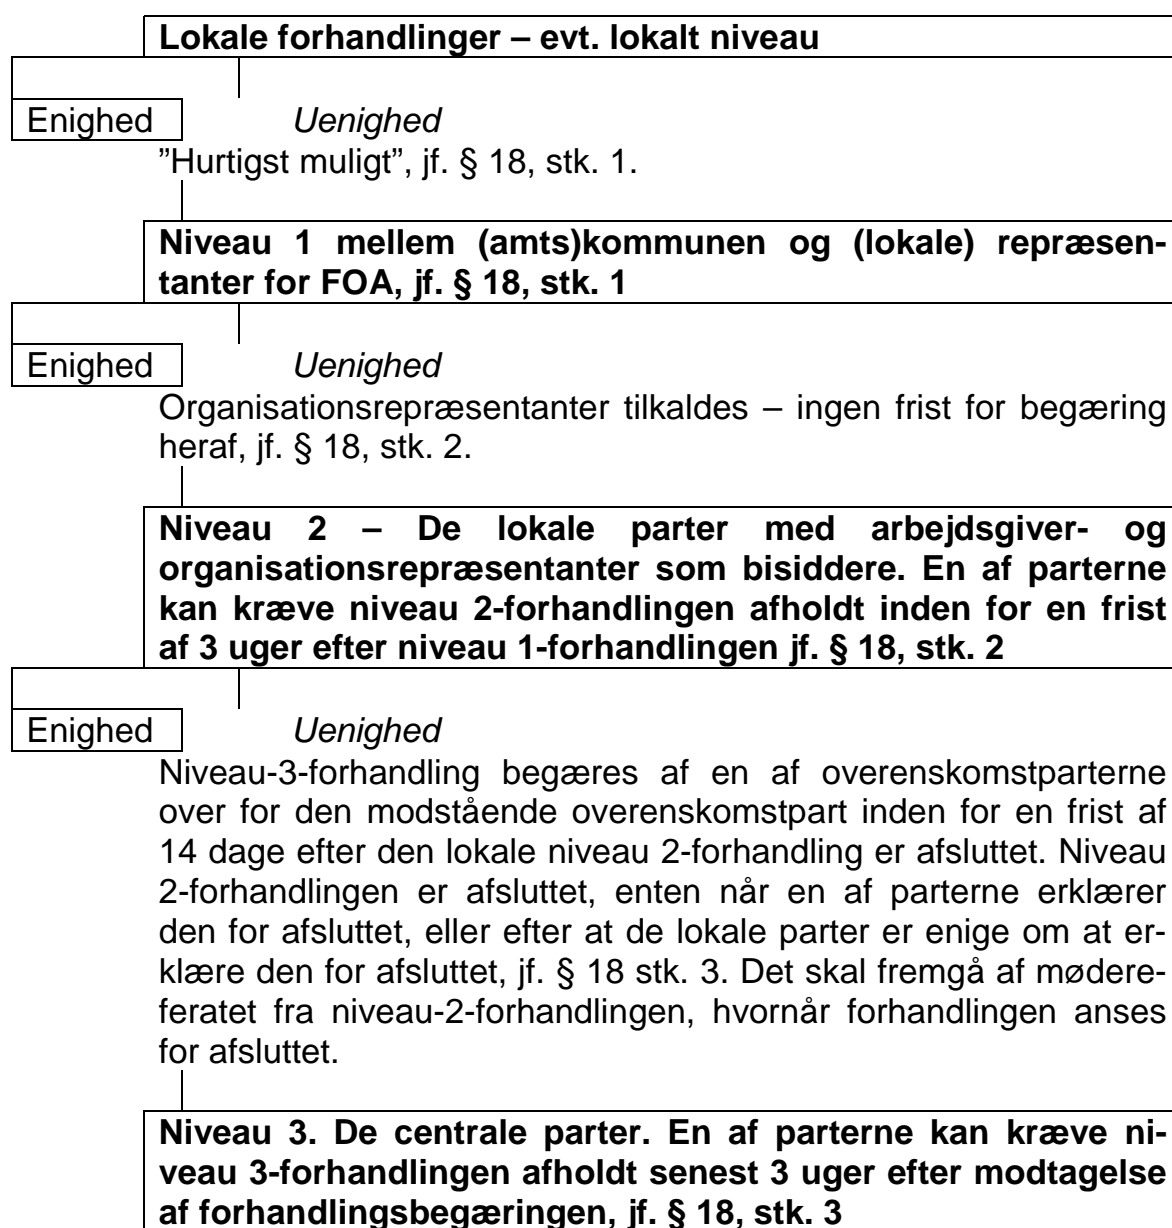 Lokale forhandlinger – evt. lokalt niveau
Enighed Uenighed
”Hurtigst muligt”, jf. § 18, stk. 1.
Niveau 1 mellem (amts)kommunen og (lokale) repræsen-
tanter for FOA, jf. § 18, stk. 1
Enighed Uenighed
Organisationsrepræsentanter tilkaldes – ingen frist for begæring
heraf, jf. § 18, stk. 2.
Niveau 2 – De lokale parter med arbejdsgiver- og
organisationsrepræsentanter som bisiddere. En af parterne
kan kræve niveau 2-forhandlingen afholdt inden for en frist
af 3 uger efter niveau 1-forhandlingen jf. § 18, stk. 2
Enighed Uenighed
Niveau-3-forhandling begæres af en af overenskomstparterne
over for den modstående overenskomstpart inden for en frist af
14 dage efter den lokale niveau 2-forhandling er afsluttet. Niveau
2-forhandlingen er afsluttet, enten når en af parterne erklærer
den for afsluttet, eller efter at de lokale parter er enige om at er-
klære den for afsluttet, jf. § 18 stk. 3. Det skal fremgå af mødere-
feratet fra niveau-2-forhandlingen, hvornår forhandlingen anses
for afsluttet.
Niveau 3. De centrale parter. En af parterne kan kræve ni-
veau 3-forhandlingen afholdt senest 3 uger efter modtagelse
af forhandlingsbegæringen, jf. § 18, stk. 3